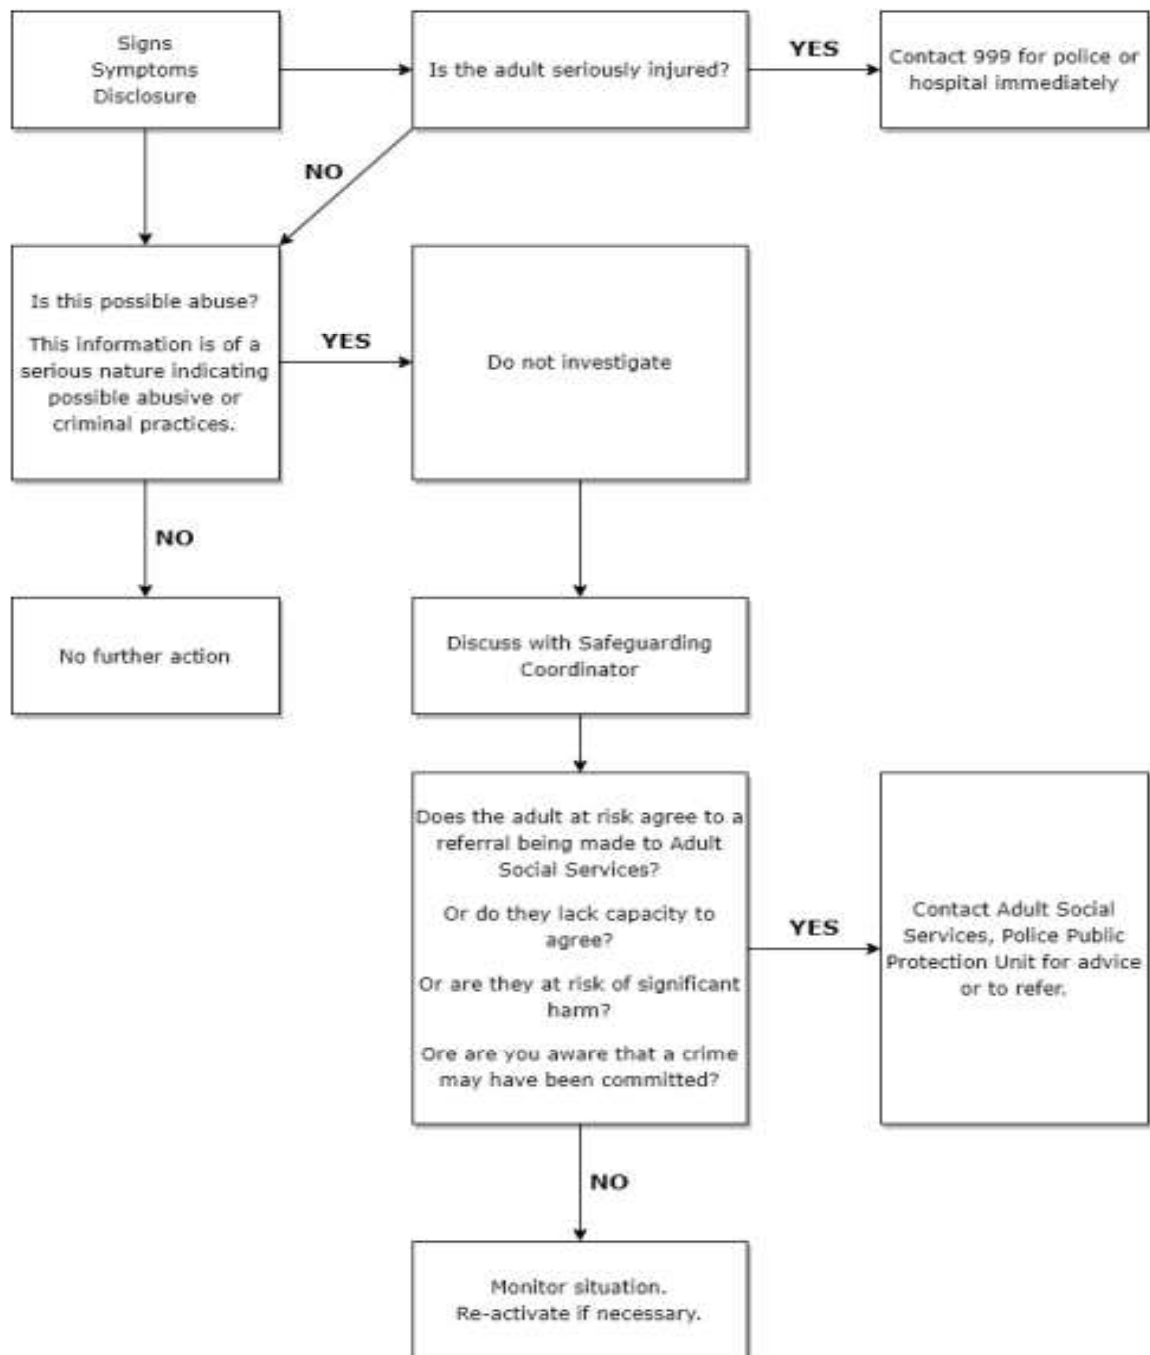 Signs
Symptoms
Disclosure
Is the adult seriously injured?
YES
Contact 999 for police or
hospital immediately
NO
Is this possible abuse?
This information is of a
serious nature indicating
possible abusive or
criminal practices.
YES
Do not investigate
NO
No further action
Discuss with Safeguarding
Coordinator
Does the adult at risk agree to a
referral being made to Adult
Social Services?
Or do they lack capacity to
agree?
Or are they at risk of significant
harm?
Ore are you aware that a crime
may have been committed?
YES
Contact Adult Social
Services, Police Public
Protection Unit for advice
or to refer.
NO
Monitor situation.
Re-activate if necessary.